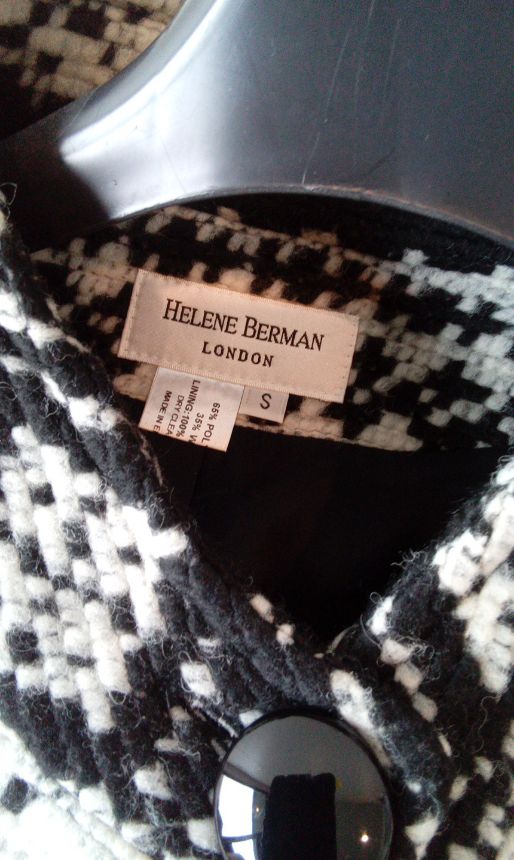 HELENE BERMAN
LONDON
S
65% POL
35% W
LINING:100%
DRY CLEA
MADE IN E